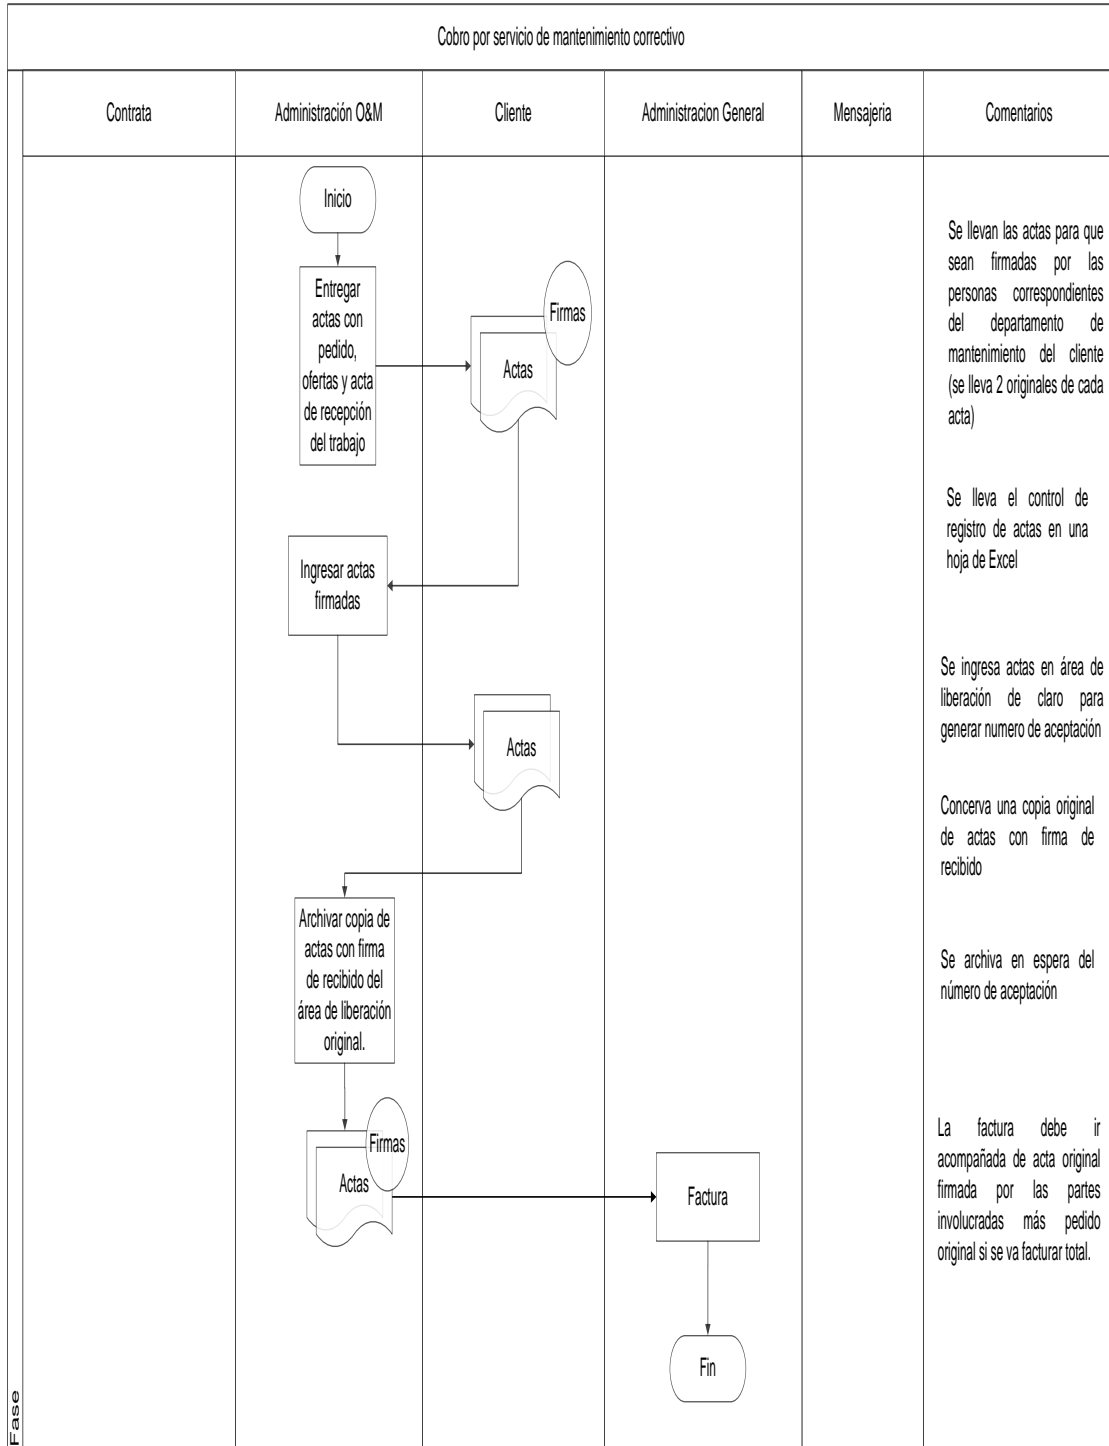 Cobro por servicio de mantenimiento correctivo
Contrata
Administración O&M
Cliente
Administracion General
Mensajeria
Comentarios
Inicio
Entregar
actas con
pedido,
ofertas y acta
de recepción
del trabajo
Firmas
Actas
Se llevan las actas para que
sean firmadas por las
personas correspondientes
del departamento de
mantenimiento del cliente
(se lleva 2 originales de cada
acta)
Ingresar actas
firmadas
Se lleva el control de
registro de actas en una
hoja de Excel
Actas
Se ingresa actas en área de
liberación de claro para
generar numero de aceptación
Concerva una copia original
de actas con firma de
recibido
Archivar copia de
actas con firma
de recibido del
área de liberación
original.
Se archiva en espera del
número de aceptación
Firmas
Actas
Factura
La factura debe ir
acompañada de acta original
firmada por las partes
involucradas más pedido
original si se va facturar total.
Fin
Fase